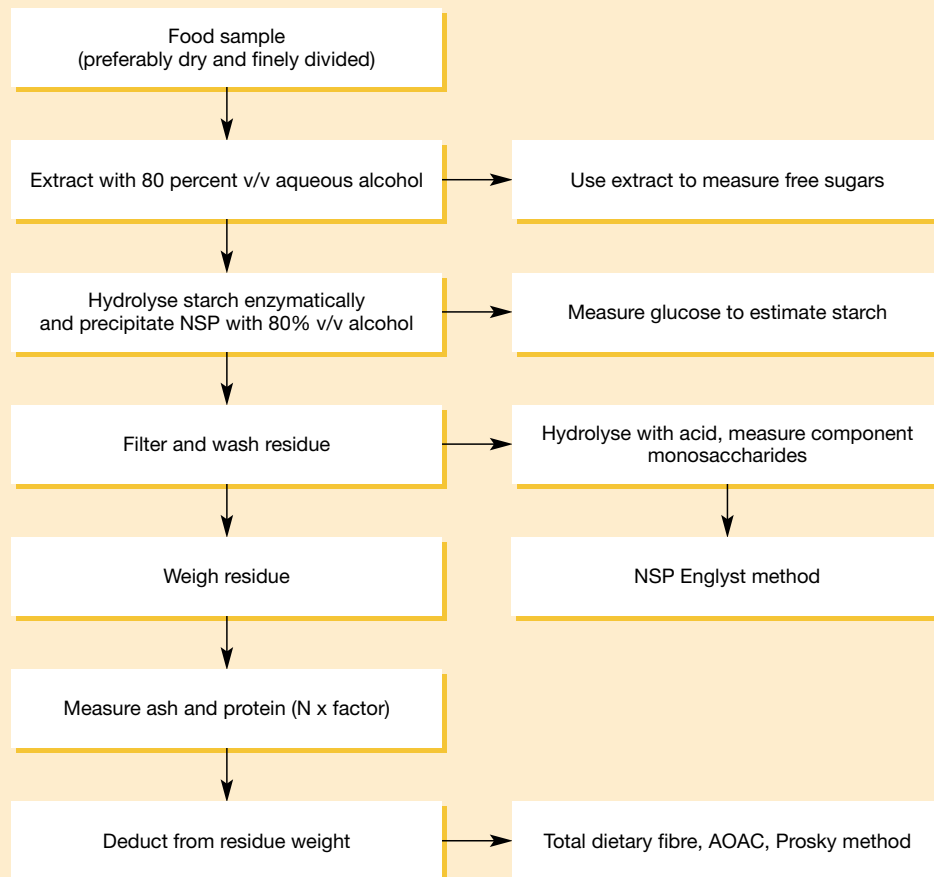 Food sample
(preferably dry and finely divided)
Extract with 80 percent v/v aqueous alcohol
Use extract to measure free sugars
Hydrolyse starch enzymatically
and precipitate NSP with 80% v/v alcohol
Measure glucose to estimate starch
Filter and wash residue
Hydrolyse with acid, measure component
monosaccharides
Weigh residue
NSP Englyst method
Measure ash and protein (N x factor)
Deduct from residue weight
Total dietary fibre, AOAC, Prosky method